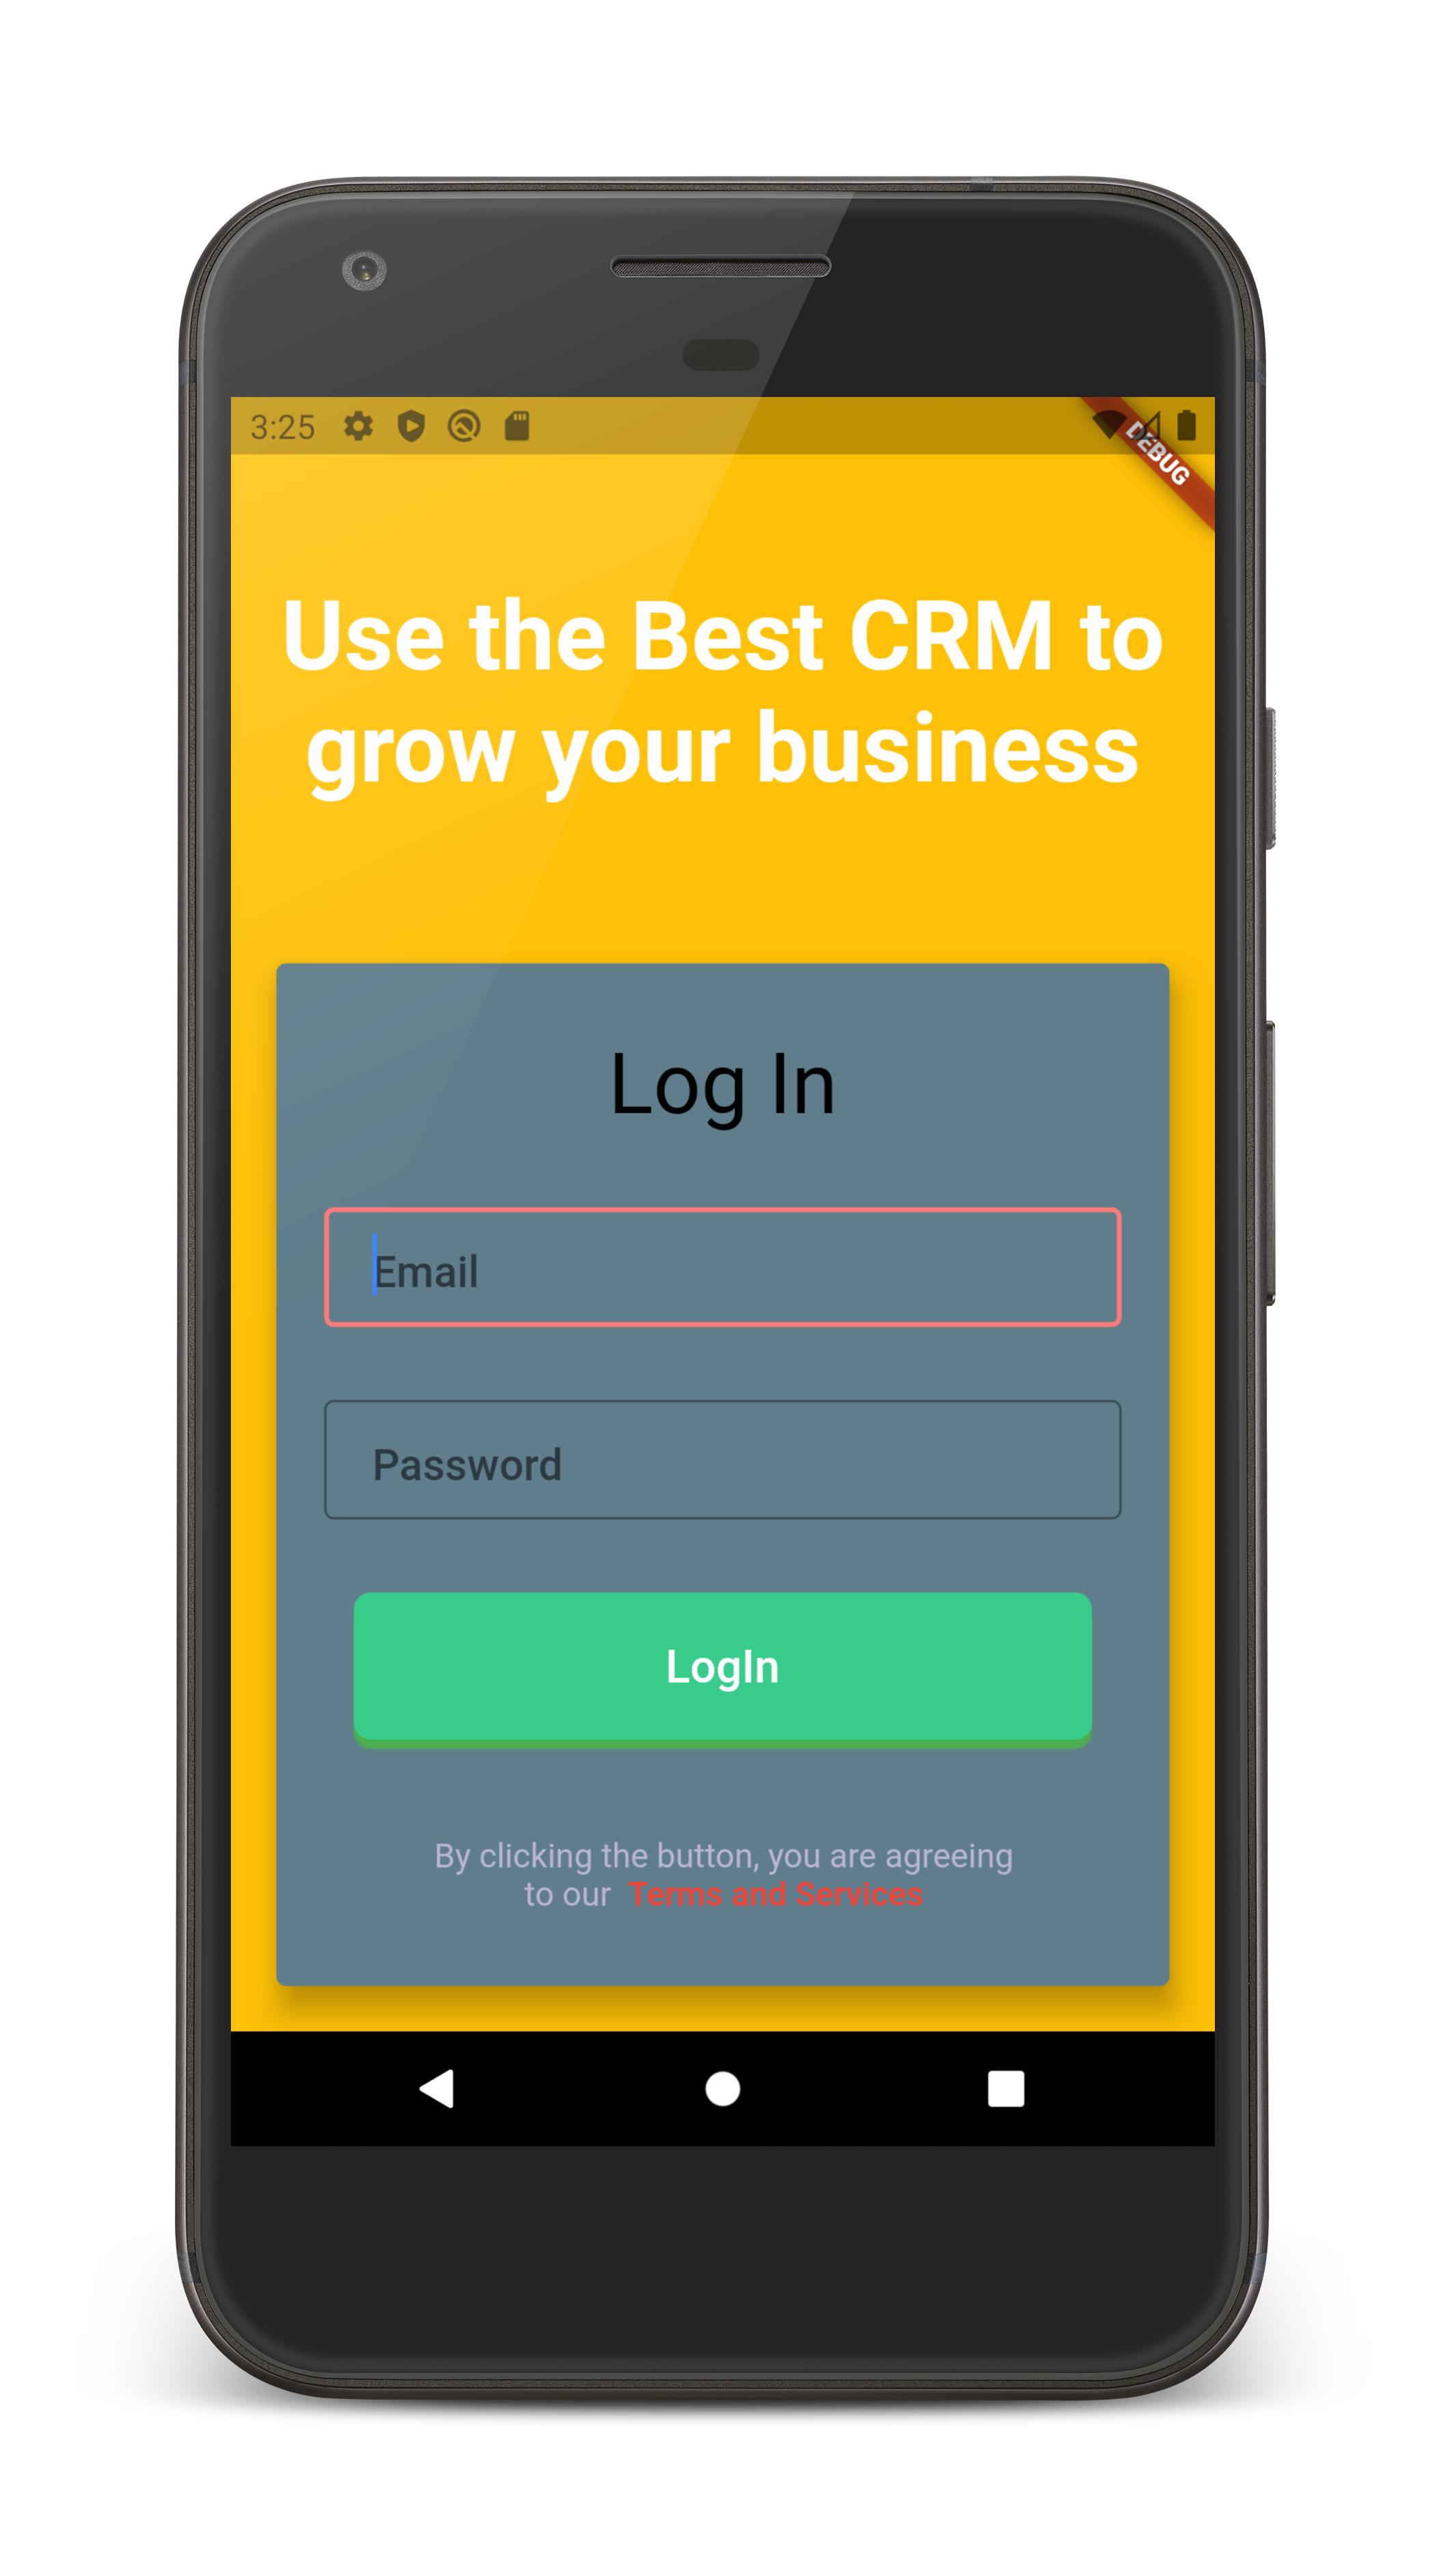 3:25
DEBUG
Use the Best CRM to
grow your business
Log In
Email
Password
LogIn
By clicking the button, you are agreeing
to our Terms and Services